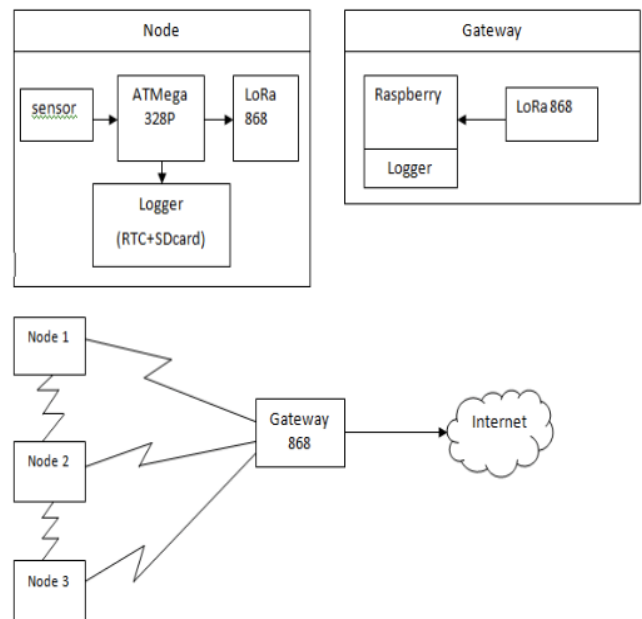 Node
sensor
ATMega
328P
LoRa
868
Logger
(RTC+SDcard)
Gateway
Raspberry
Logger
LoRa 868
Node 1
Node 2
Node 3
Gateway
868
Internet